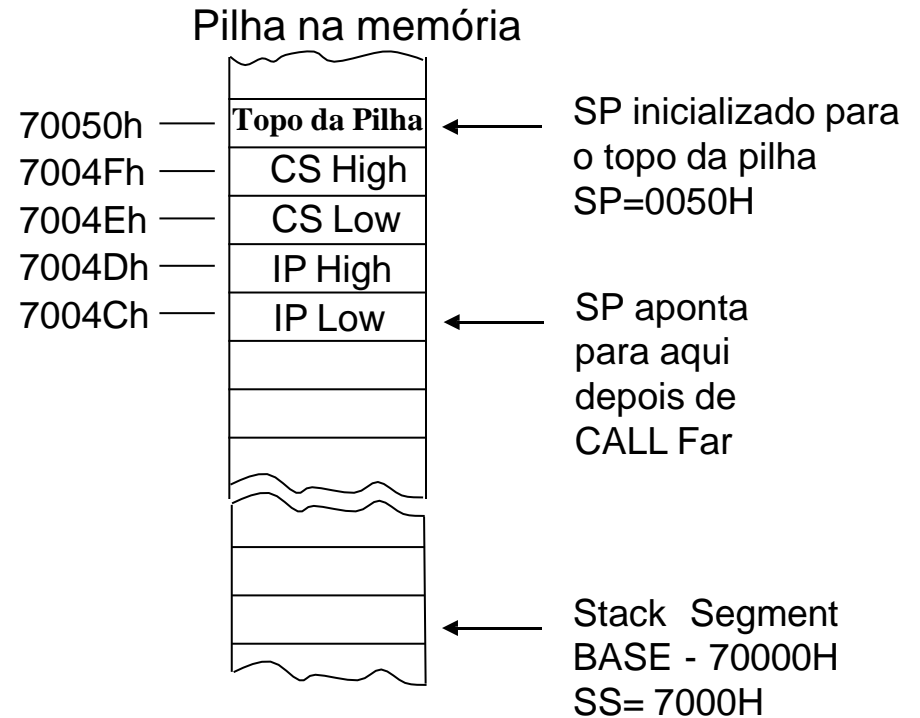 Pilha na memória
70050h
Topo da Pilha
SP inicializado para
o topo da pilha
SP=0050H
7004Fh
CS High
7004Eh
CS Low
7004Dh
IP High
7004Ch
IP Low
SP aponta
para aqui
depois de
CALL Far
Stack Segment
BASE - 70000H
SS= 7000H